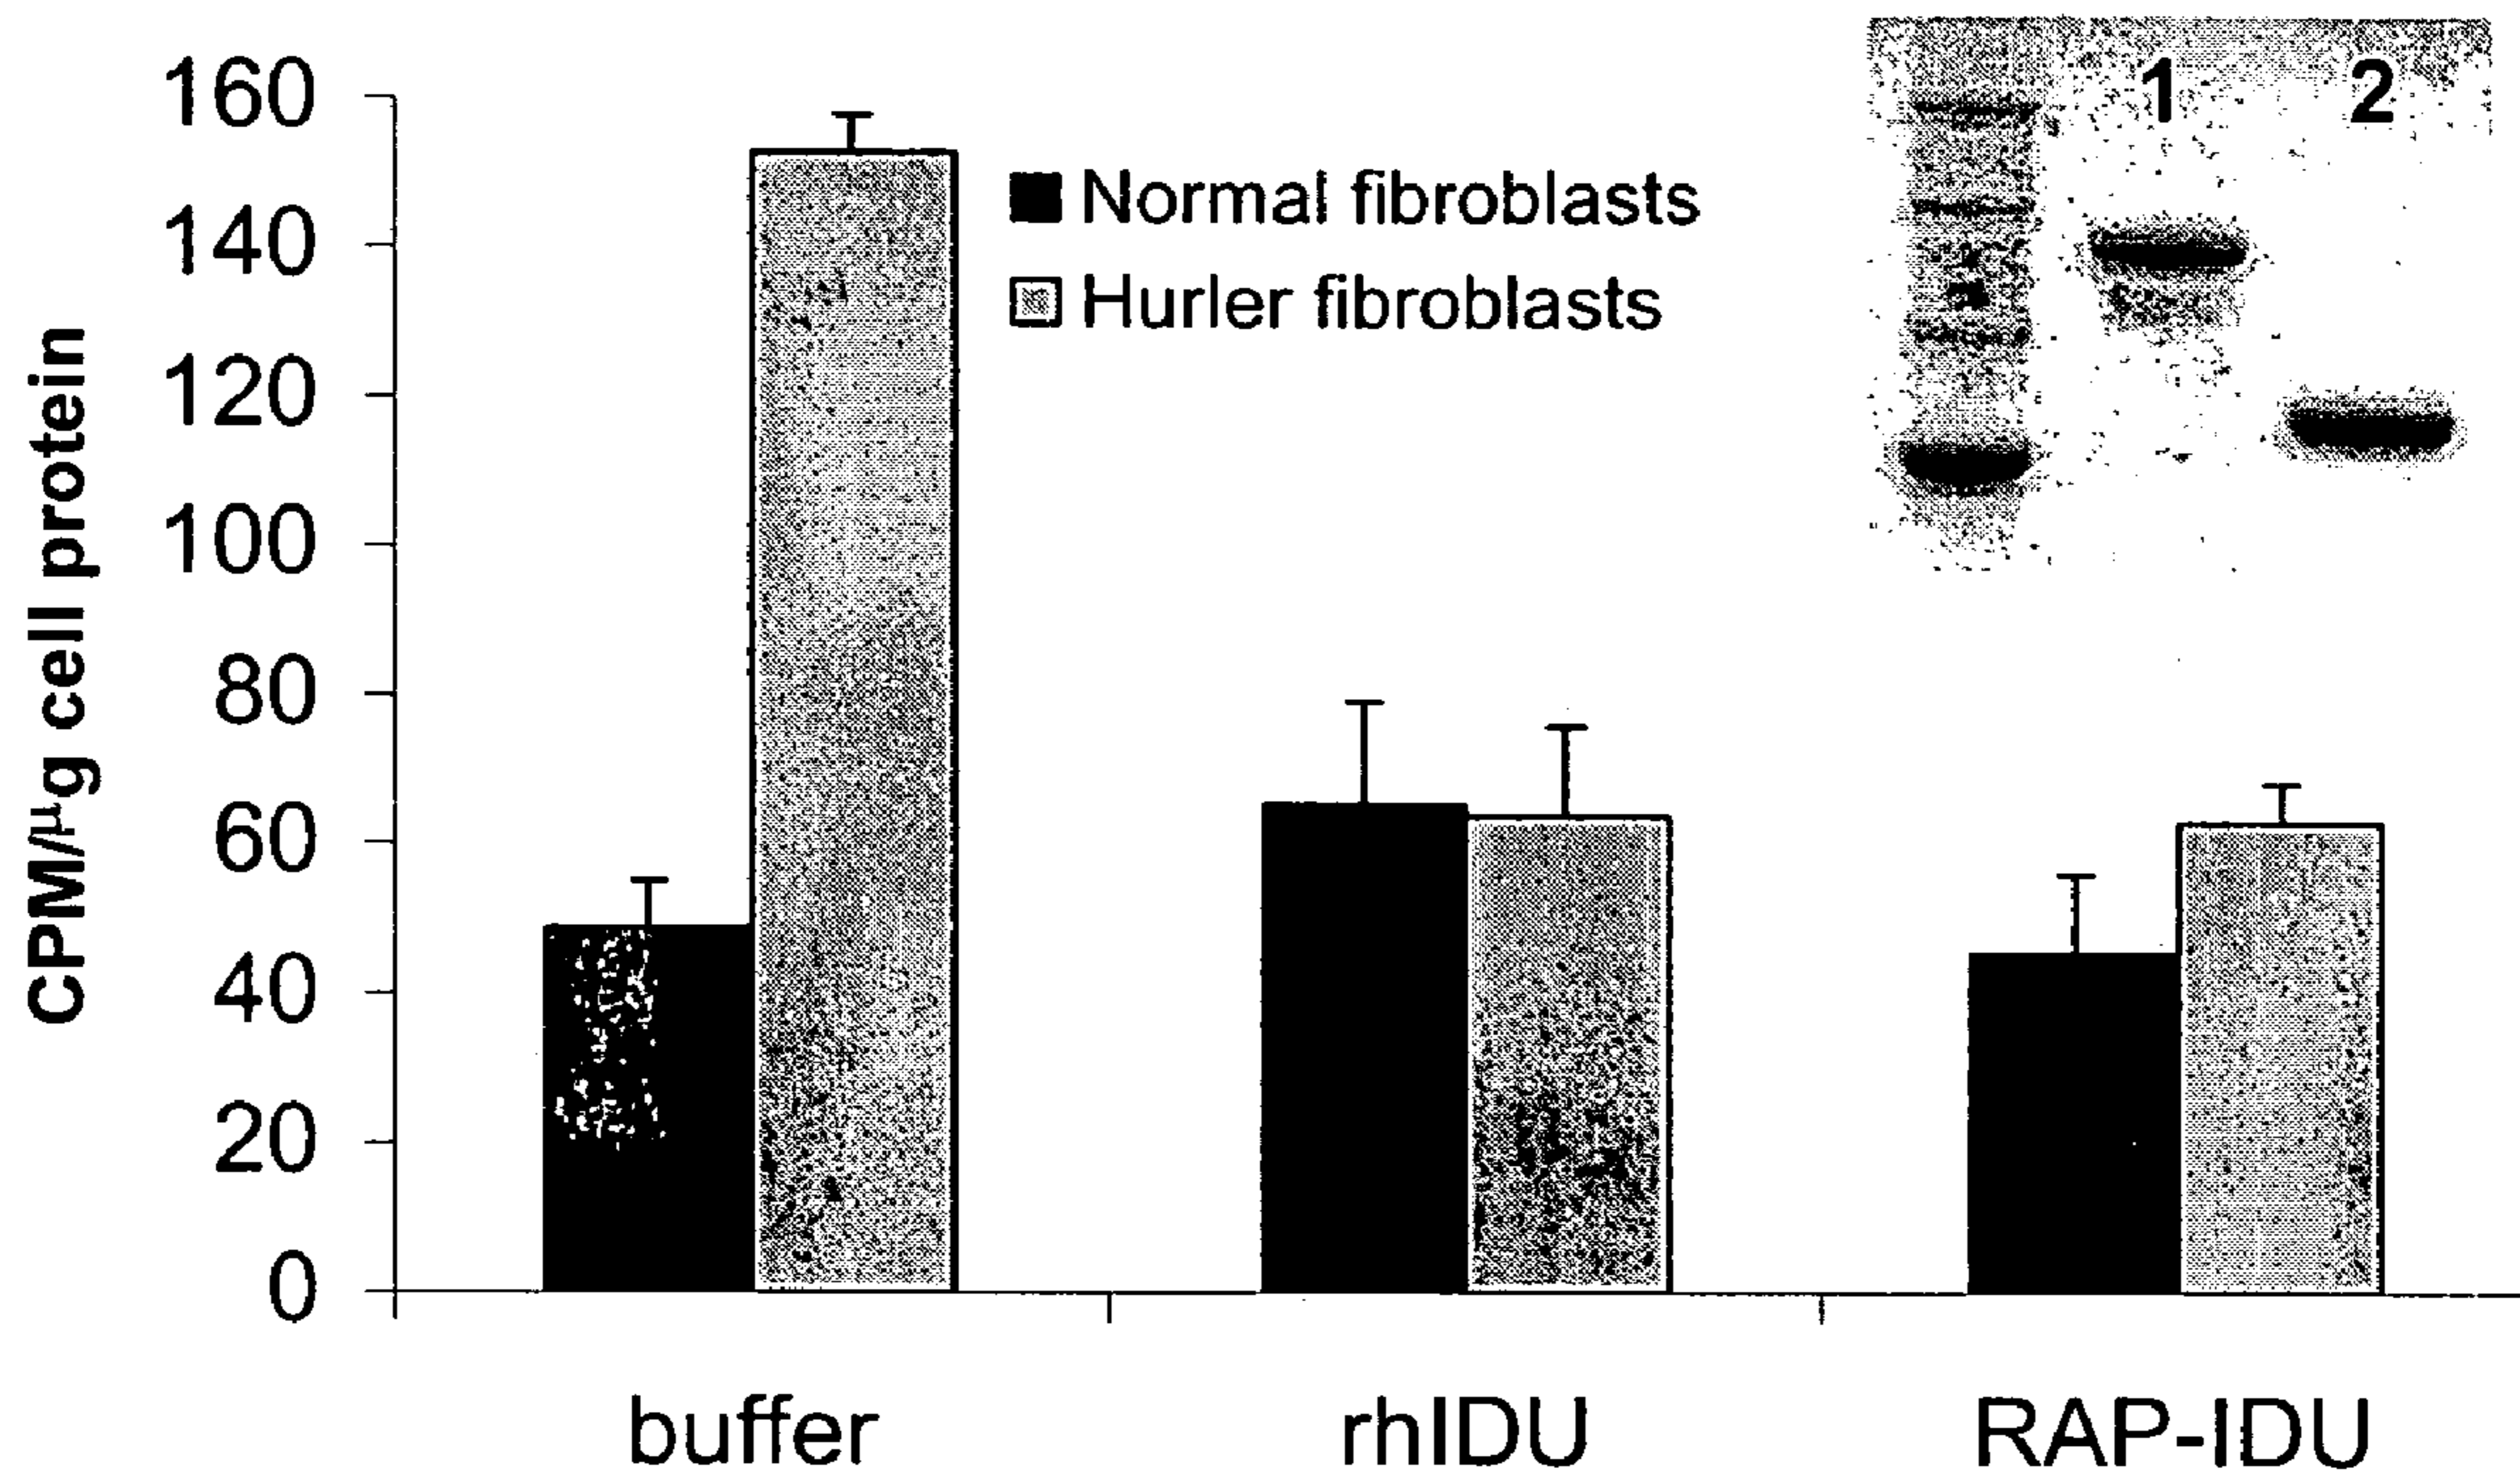 CPM/µg cell protein
160
140
120
100
80
60
40
20
0
Normal fibroblasts
Hurler fibroblasts
1 2
buffer rhIDU RAP-IDU